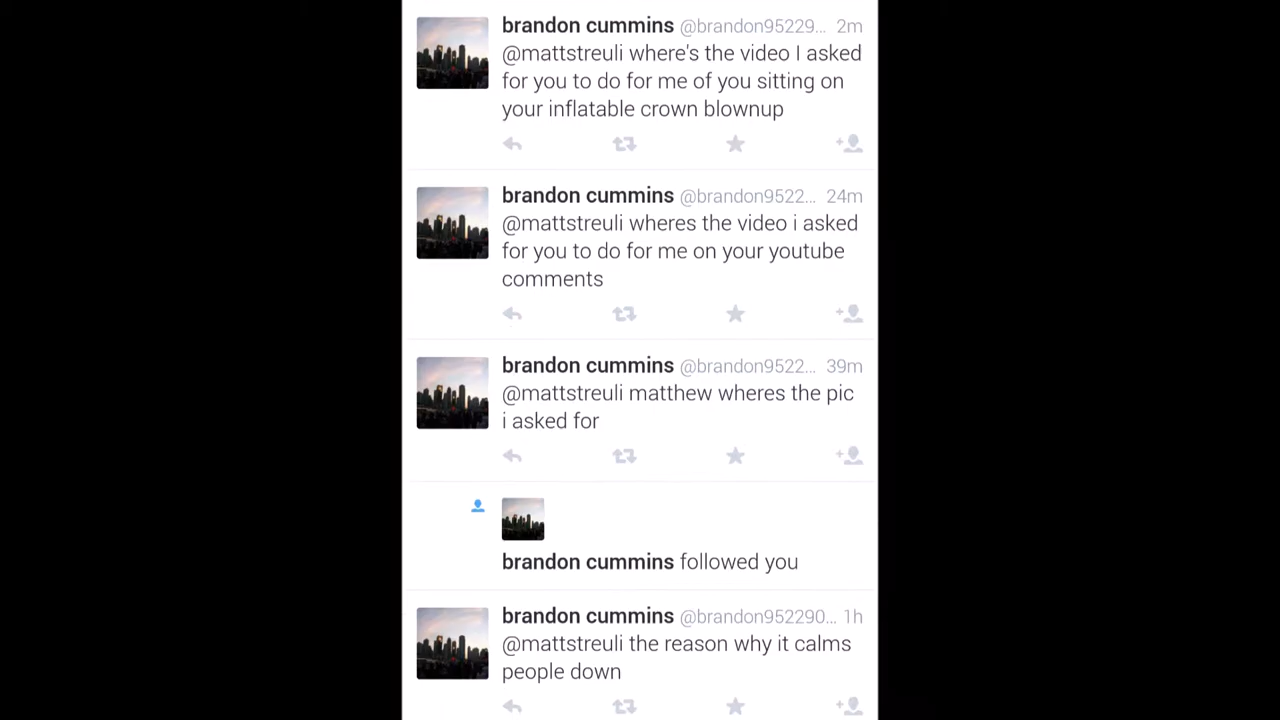 brandon cummins @brandon95229... 2m
@mattstreuli where's the video I asked
for you to do for me of you sitting on
your inflatable crown blownup
brandon cummins @brandon9522... 24m
@mattstreuli wheres the video i asked
for you to do for me on your youtube
comments
brandon cummins @brandon9522... 39m
@mattstreuli matthew wheres the pic
i asked for
brandon cummins followed you
brandon cummins @brandon952290... 1h
@mattstreuli the reason why it calms
people down